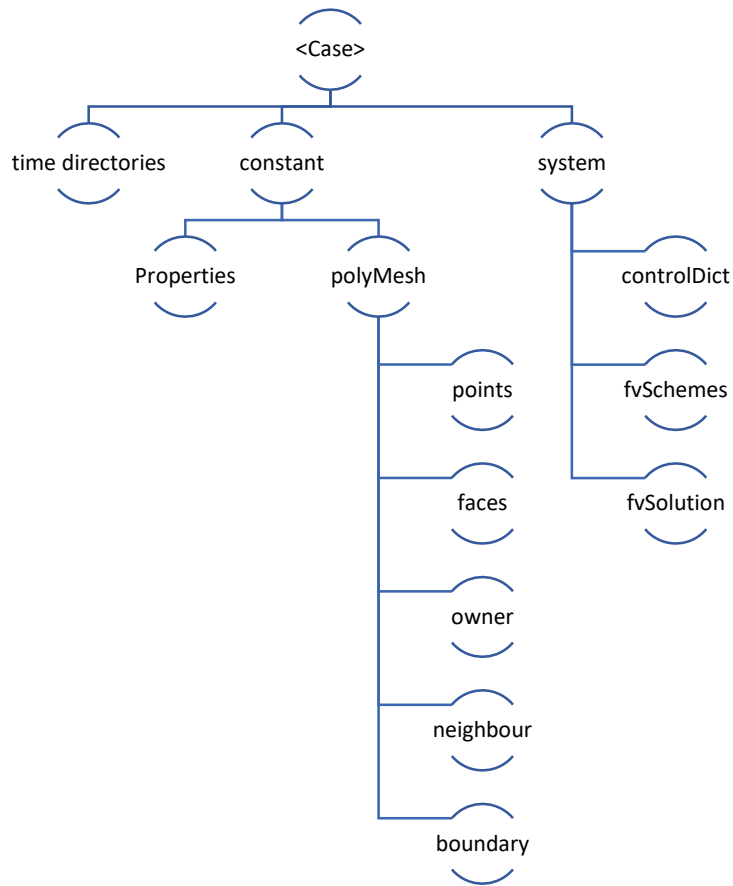 <Case>
time directories
constant
system
Properties
polyMesh
controlDict
points
fvSchemes
faces
fvSolution
owner
neighbour
boundary